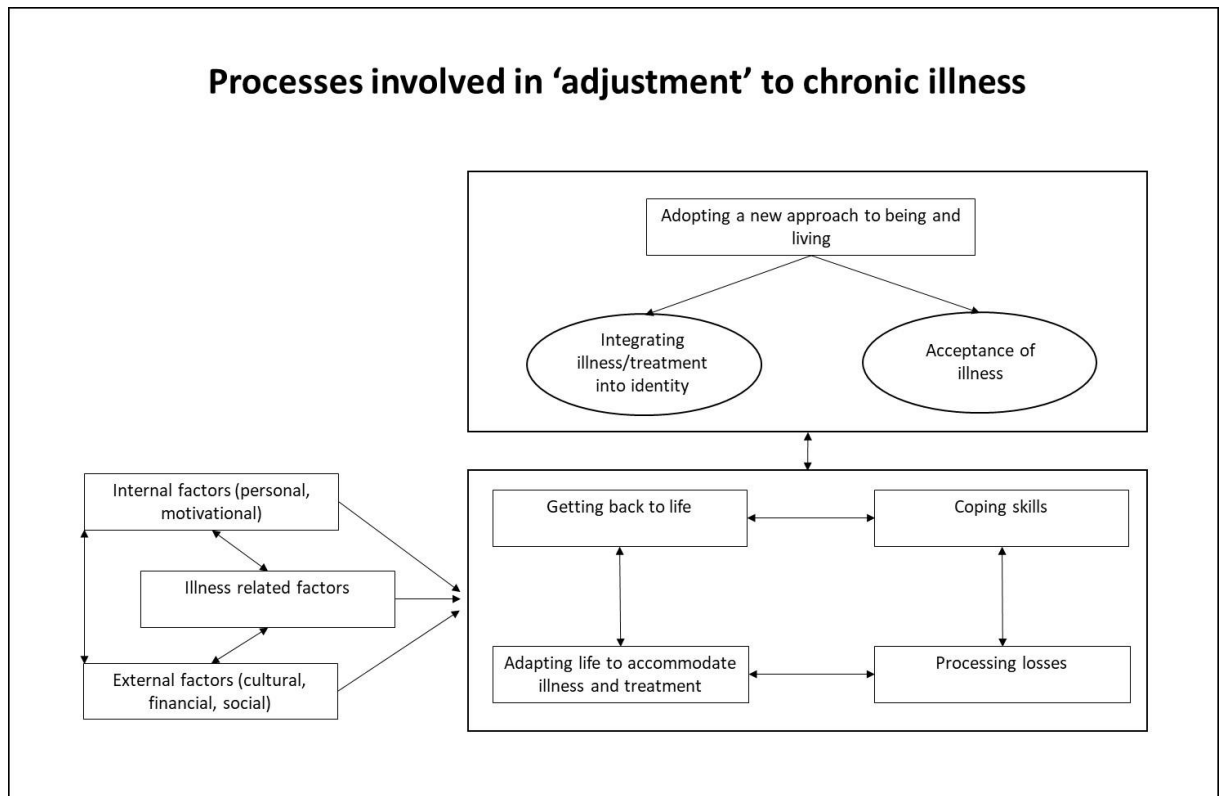 Processes involved in ‘adjustment’ to chronic illness
Adopting a new approach to being and
living
Integrating
illness/treatment
into identity
Acceptance of
illness
Internal factors (personal,
motivational)
Illness related factors
External factors (cultural,
financial, social)
Getting back to life
Coping skills
Adapting life to accommodate
illness and treatment
Processing losses